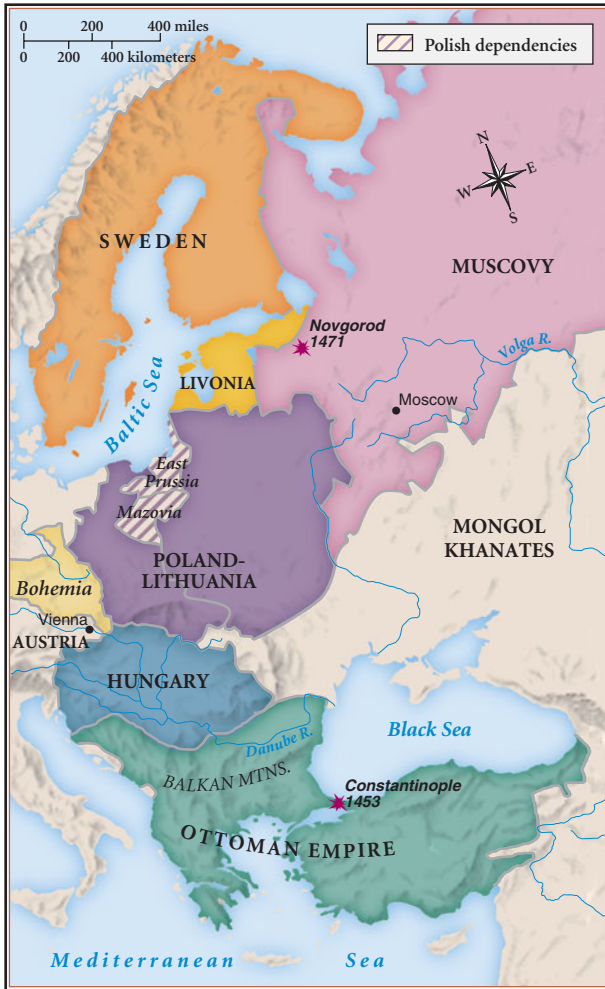 0 200 400 miles
0 200 400 kilometers
Polish dependencies
N
W E
S
SWEDEN
MUSCOVY
Novgorod
1471
Volga R.
LIVONIA
Baltic Sea
Moscow
East
Prussia
Mazovia
MONGOL
KHANATES
POLAND-
LITHUANIA
Bohemia
Vienna
AUSTRIA
HUNGARY
Danube R.
Black Sea
BALKAN MTNS.
Constantinople
1453
OTTOMAN EMPIRE
Mediterranean Sea